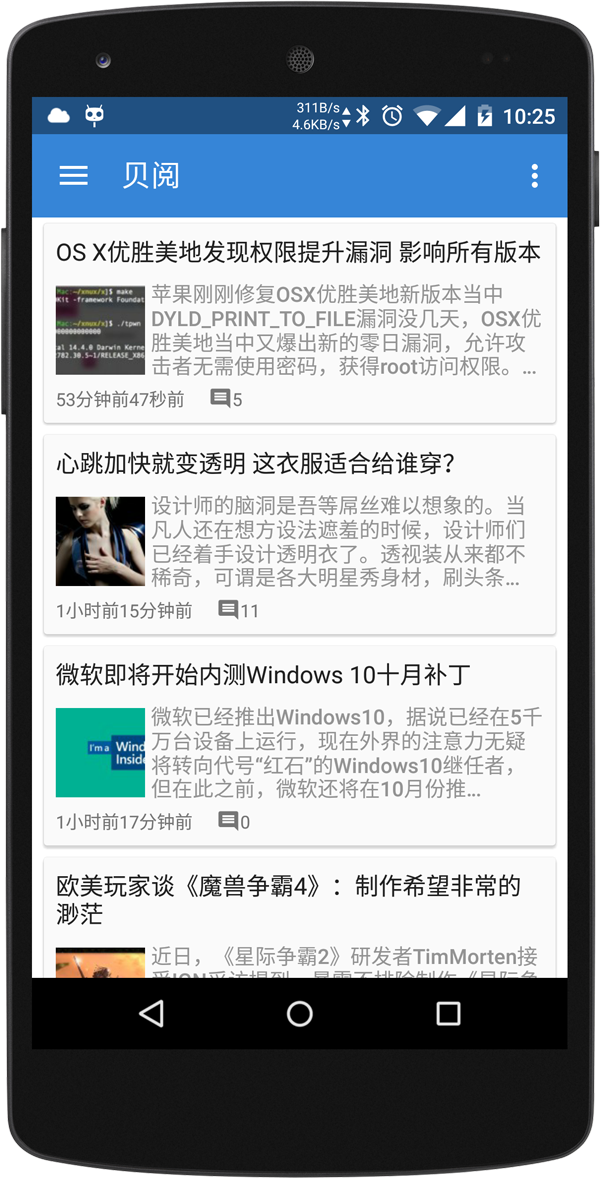 311B/s
4.6KB/s
10:25
贝阅
OS X优胜美地发现权限提升漏洞 影响所有版本
Mac:~/xnux/xj$ make
Kit -framework Foundat
Mac:~/xnux/xj$ ./tpwn
al 14.4.0 Darwin Kerne
2782.30.5~1/RELEASE_X86
苹果刚刚修复OSX优胜美地新版本当中
DYLD_PRINT_TO_FILE漏洞没几天，OSX优
胜美地当中又爆出新的零日漏洞，允许攻
击者无需使用密码，获得root访问权限。...
53分钟前47秒前
5
心跳加快就变透明 这衣服适合给谁穿？
设计师的脑洞是吾等屌丝难以想象的。当
凡人还在想方设法遮羞的时候，设计师们
已经着手设计透明衣了。透视装从来都不
稀奇，可谓是各大明星秀身材，刷头条...
1小时前15分钟前
11
微软即将开始内测Windows 10十月补丁
I'm a
Wind
Inside
微软已经推出Windows10，据说已经在5千
万台设备上运行，现在外界的注意力无疑
将转向代号“红石”的Windows10继任者，
但在此之前，微软还将在10月份推...
1小时前17分钟前
0
欧美玩家谈《魔兽争霸4》：制作希望非常的
渺茫
近日，《星际争霸2》研发者TimMorten接